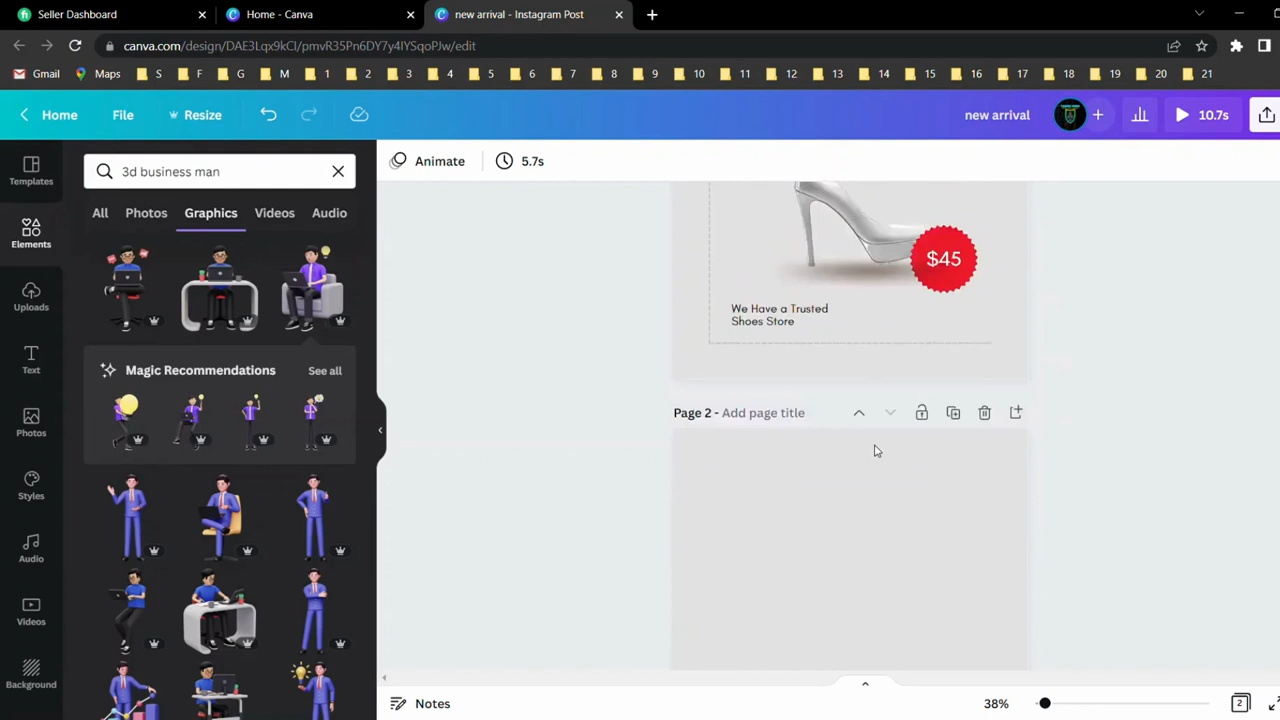 Seller Dashboard
Home - Canva
new arrival - Instagram Post
canva.com/design/DAE3Lqx9kCI/pmvR35Pn6DY7y4IYSqoPJw/edit
Gmail
Maps
S
F
G
M
1
2
3
4
5
6
7
8
9
10
11
12
13
14
15
16
17
18
19
20
21
Home
File
Resize
new arrival
10.7s
Templates
Elements
Uploads
Text
Photos
Styles
Audio
Videos
Background
3d business man
All
Photos
Graphics
Videos
Audio
Magic Recommendations
See all
Animate
5.7s
$45
We Have a Trusted
Shoes Store
Page 2 - Add page title
Notes
38%
2